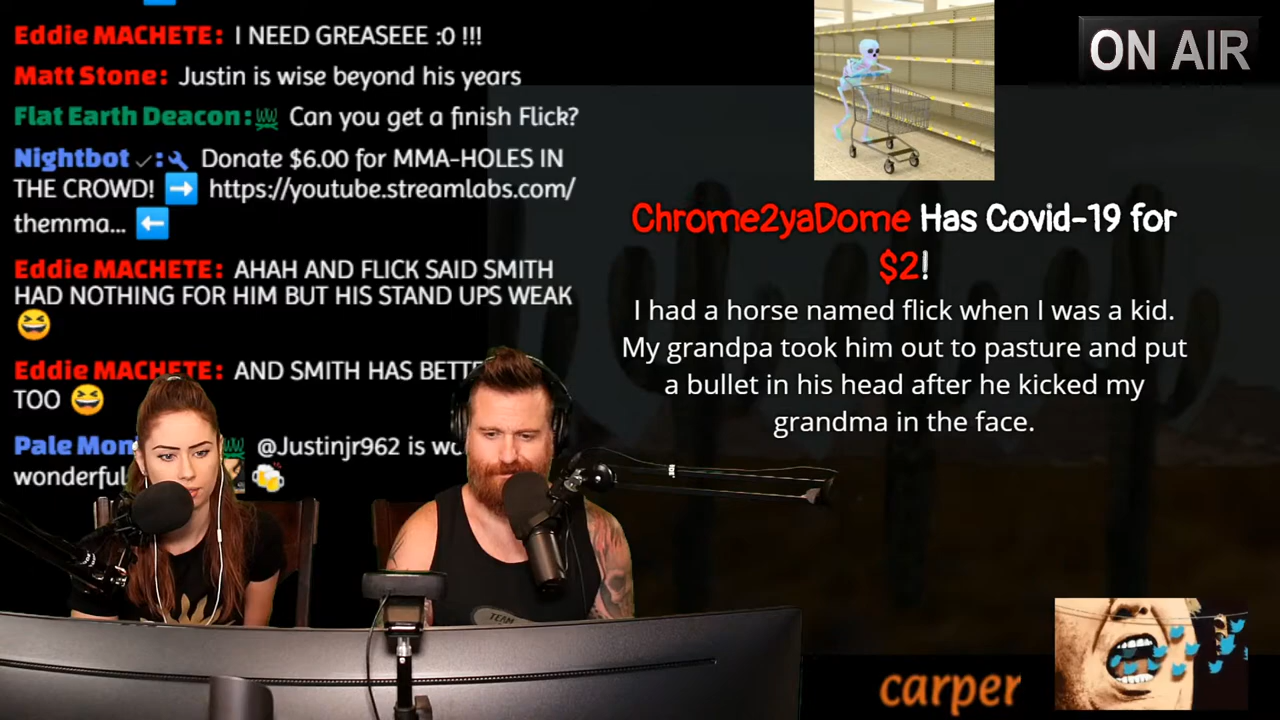 Eddie MACHETE: I NEED GREASEEE :0 !!!
Matt Stone: Justin is wise beyond his years
Flat Earth Deacon: Can you get a finish Flick?
Nightbot ✓: Donate $6.00 for MMA-HOLES IN
THE CROWD! ➡️ https://youtube.streamlabs.com/
themma... ⬅️
Eddie MACHETE: AHAH AND FLICK SAID SMITH
HAD NOTHING FOR HIM BUT HIS STAND UPS WEAK
😆
Eddie MACHETE: AND SMITH HAS
TOO 😆
Pale @Justinjr962 is
wonderful 🍻
ON AIR
Chrome2yaDome Has Covid-19 for
$2!
I had a horse named flick when I was a kid.
My grandpa took him out to pasture and put
a bullet in his head after he kicked my
grandma in the face.
TEAM
carper